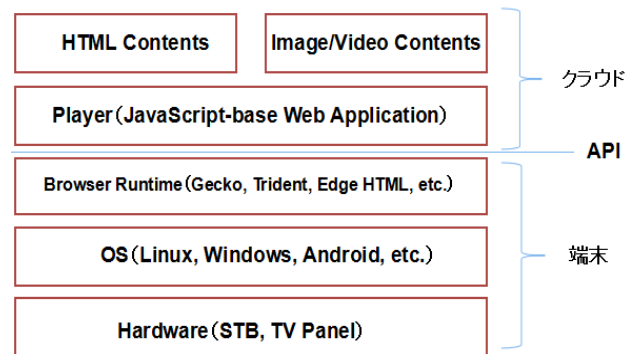 HTML Contents
Image/Video Contents
クラウド
Player(JavaScript-base Web Application)
API
Browser Runtime(Gecko, Trident, Edge HTML, etc.)
OS(Linux, Windows, Android, etc.)
端末
Hardware(STB, TV Panel)